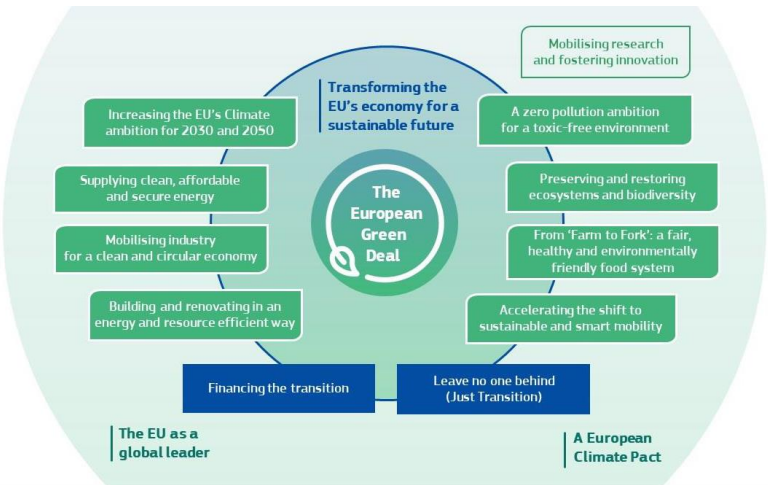 Mobilising research
and fostering innovation
Transforming the
EU's economy for a
sustainable future
Increasing the EU's Climate
ambition for 2030 and 2050
A zero pollution ambition
for a toxic-free environment
Supplying clean, affordable
and secure energy
Preserving and restoring
ecosystems and biodiversity
The
European
Green
Deal
Mobilising industry
for a clean and circular economy
From 'Farm to Fork': a fair,
healthy and environmentally
friendly food system
Building and renovating in an
energy and resource efficient way
Accelerating the shift to
sustainable and smart mobility
Financing the transition
Leave no one behind
(Just Transition)
The EU as a
global leader
A European
Climate Pact